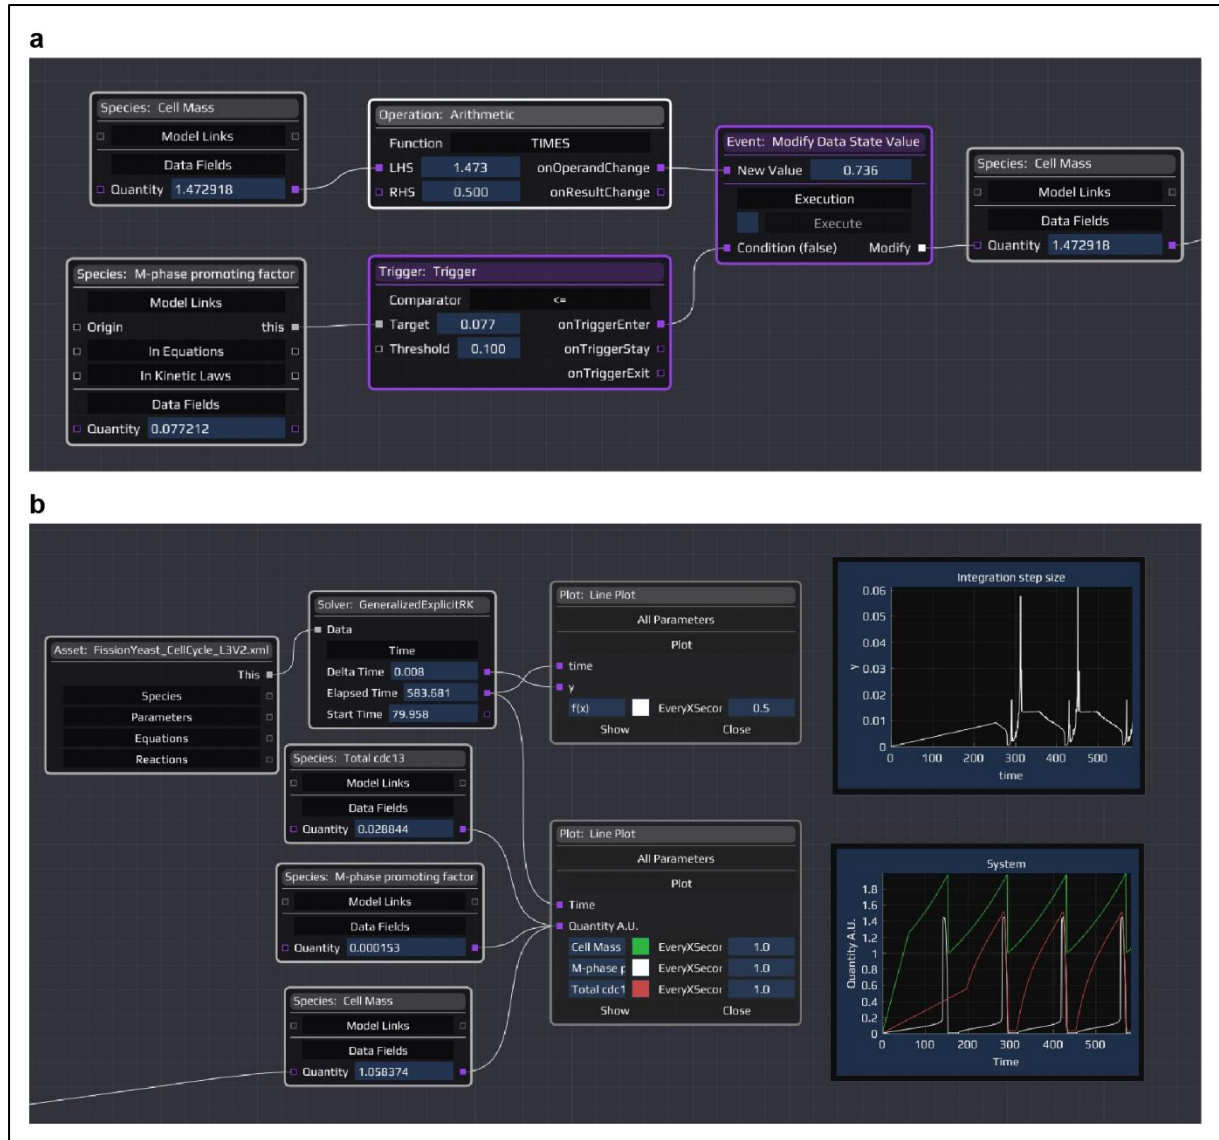 a
Species: Cell Mass
Model Links
Data Fields
Quantity 1.472918
Operation: Arithmetic
Function TIMES
LHS 1.473 onOperandChange
RHS 0.500 onResultChange
Event: Modify Data State Value
New Value 0.736
Execution
Execute
Condition (false) Modify
Species: Cell Mass
Model Links
Data Fields
Quantity 1.472918
Species: M-phase promoting factor
Model Links
Origin this
In Equations
In Kinetic Laws
Data Fields
Quantity 0.077212
Trigger: Trigger
Comparator <=
Target 0.077 onTriggerEnter
Threshold 0.100 onTriggerStay
onTriggerExit
b
Asset: FissionYeast_CellCycle_L3V2.xml
This
Species
Parameters
Equations
Reactions
Solver: GeneralizedExplicitRK
Data
Time
Delta Time 0.008
Elapsed Time 583.681
Start Time 79.958
Species: Total cdc13
Model Links
Data Fields
Quantity 0.028844
Species: M-phase promoting factor
Model Links
Data Fields
Quantity 0.000153
Species: Cell Mass
Model Links
Data Fields
Quantity 1.058374
Plot: Line Plot
All Parameters
Plot
time
y
f(x) EveryXSecor 0.5
Show Close
Plot: Line Plot
All Parameters
Plot
Time
Quantity A.U.
Cell Mass EveryXSecor 1.0
M-phase p EveryXSecor 1.0
Total cdc1 EveryXSecor 1.0
Show Close
Integration step size
0.06
0.05
0.04
0.03
0.02
0.01
0
y
0 100 200 300 400 500
time
System
1.8
1.6
1.4
1.2
1
0.8
0.6
0.4
0.2
0
Quantity A.U.
0 100 200 300 400 500
Time